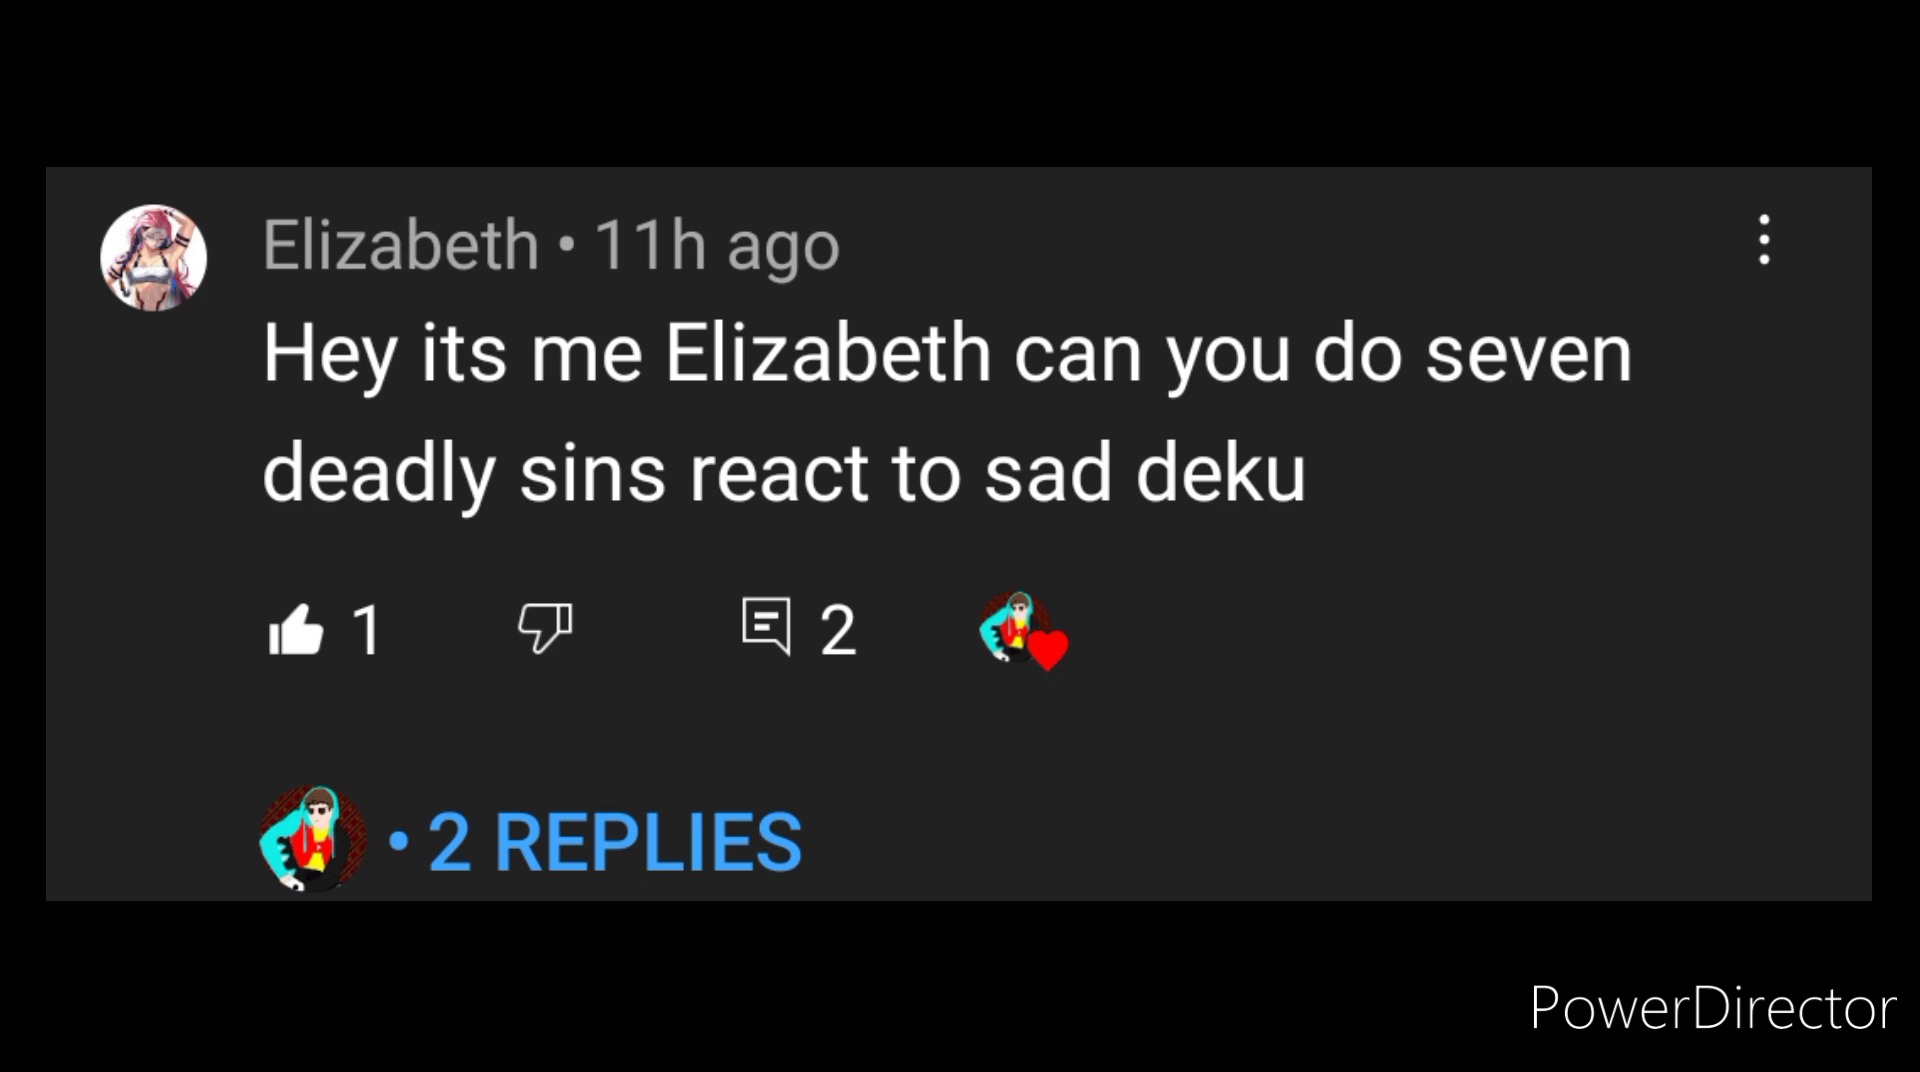 Elizabeth • 11h ago
Hey its me Elizabeth can you do seven
deadly sins react to sad deku
1 2
• 2 REPLIES
PowerDirector